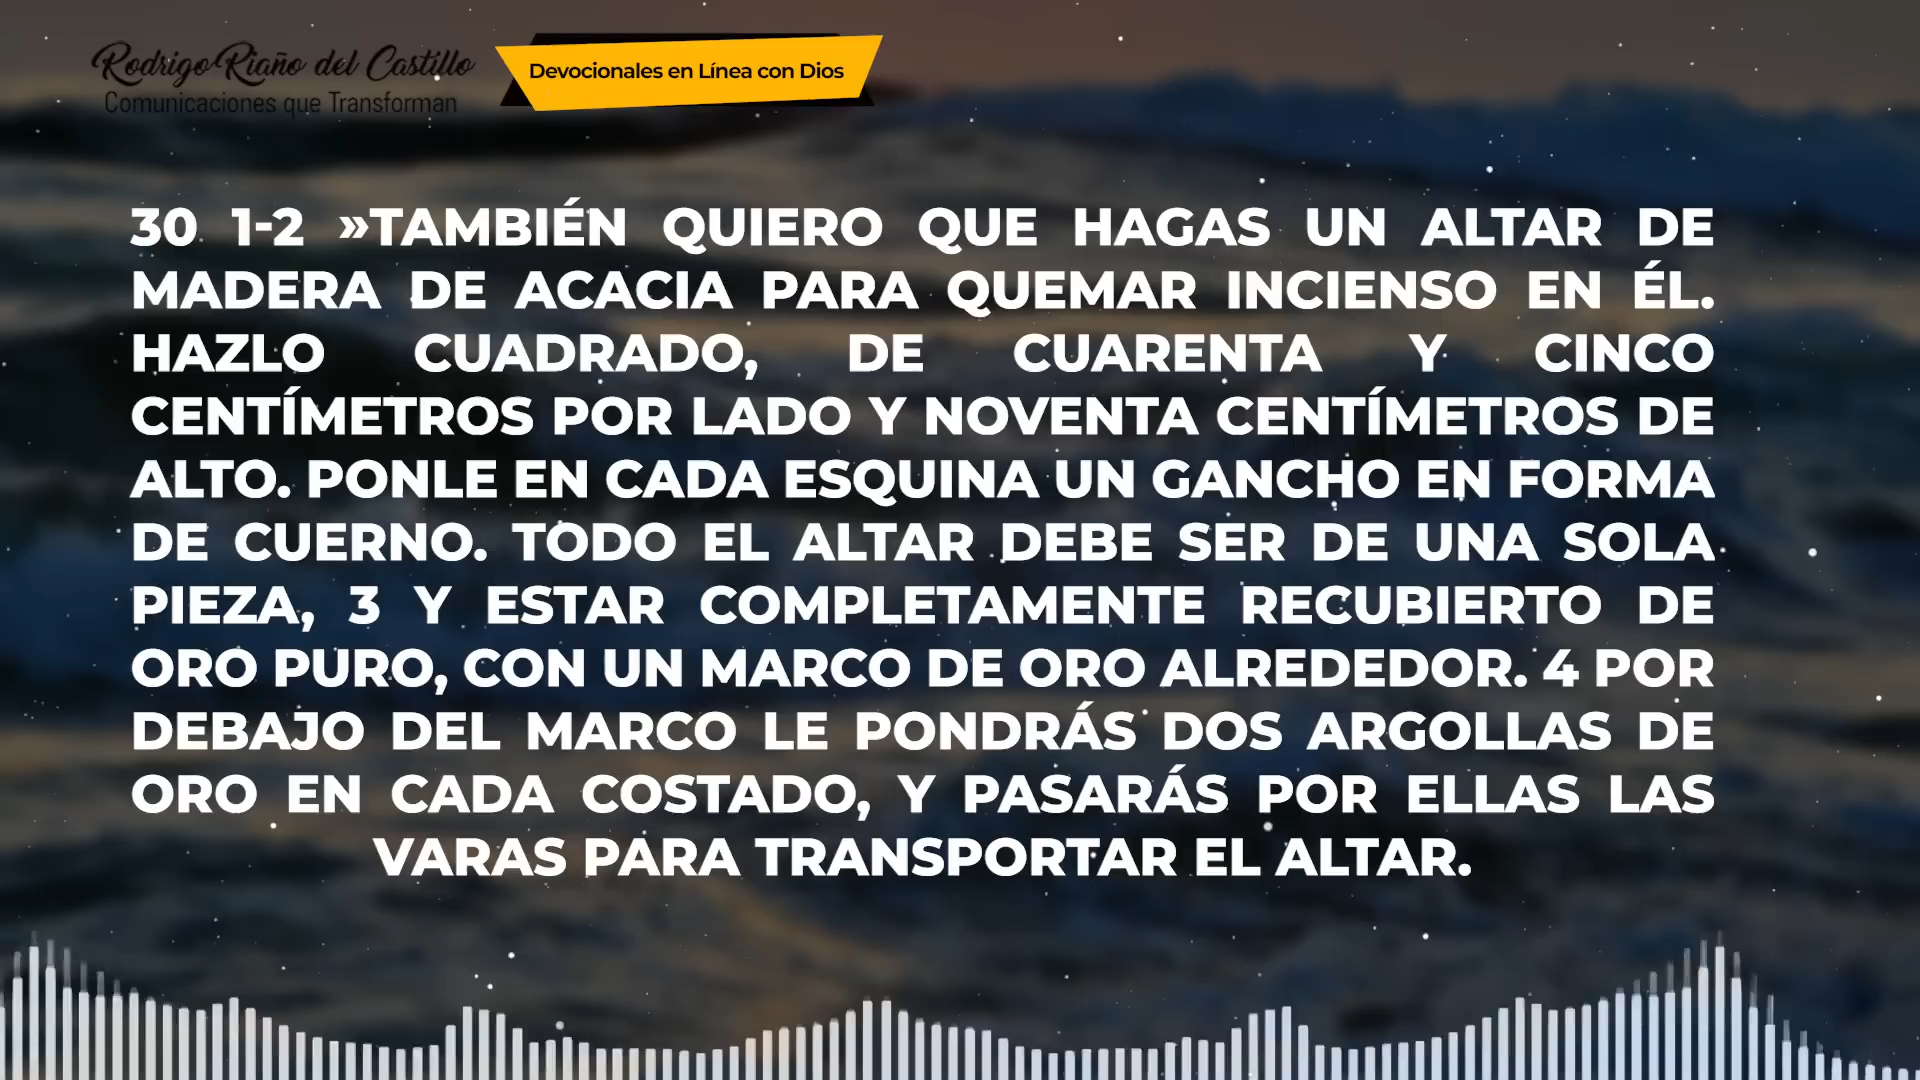 Rodrigo Riaño del Castillo
Comunicaciones que Transforman
Devocionales en Línea con Dios
30 1-2 »TAMBIÉN QUIERO QUE HAGAS UN ALTAR DE
MADERA DE ACACIA PARA QUEMAR INCIENSO EN ÉL.
HAZLO CUADRADO, DE CUARENTA Y CINCO
CENTÍMETROS POR LADO Y NOVENTA CENTÍMETROS DE
ALTO. PONLE EN CADA ESQUINA UN GANCHO EN FORMA
DE CUERNO. TODO EL ALTAR DEBE SER DE UNA SOLA
PIEZA, 3 Y ESTAR COMPLETAMENTE RECUBIERTO DE
ORO PURO, CON UN MARCO DE ORO ALREDEDOR. 4 POR
DEBAJO DEL MARCO LE PONDRÁS DOS ARGOLLAS DE
ORO EN CADA COSTADO, Y PASARÁS POR ELLAS LAS
VARAS PARA TRANSPORTAR EL ALTAR.